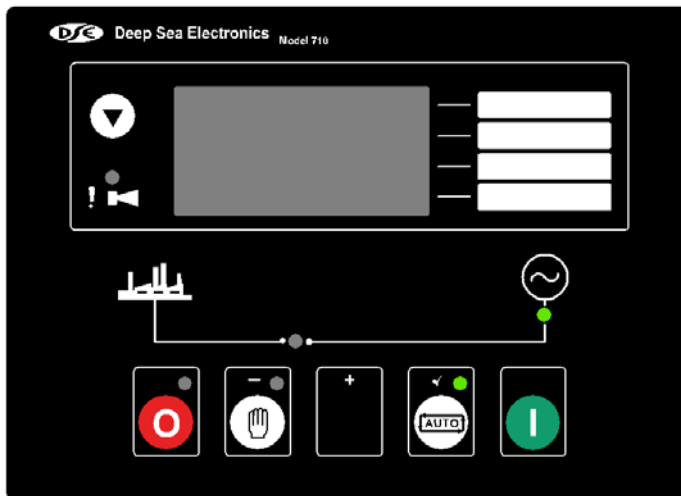 DSE Deep Sea Electronics Model 710
!
− + ✓
O AUTO I